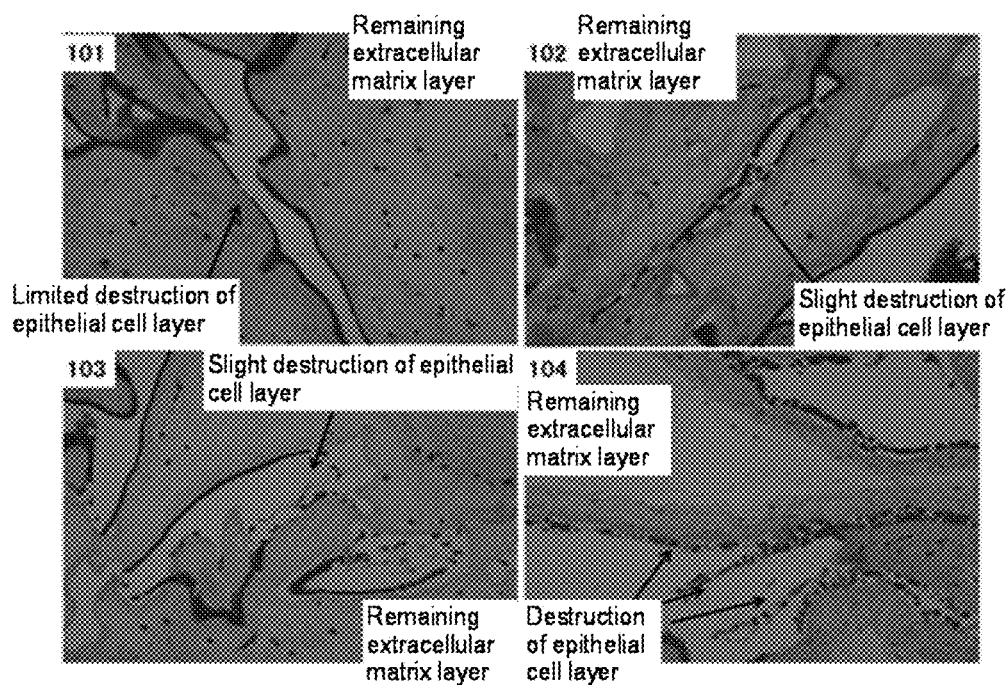 101
Remaining
extracellular
matrix layer
102
Remaining
extracellular
matrix layer
Limited destruction of
epithelial cell layer
Slight destruction of
epithelial cell layer
103
Slight destruction of epithelial
cell layer
104
Remaining
extracellular
matrix layer
Remaining
extracellular
matrix layer
Destruction
of epithelial
cell layer